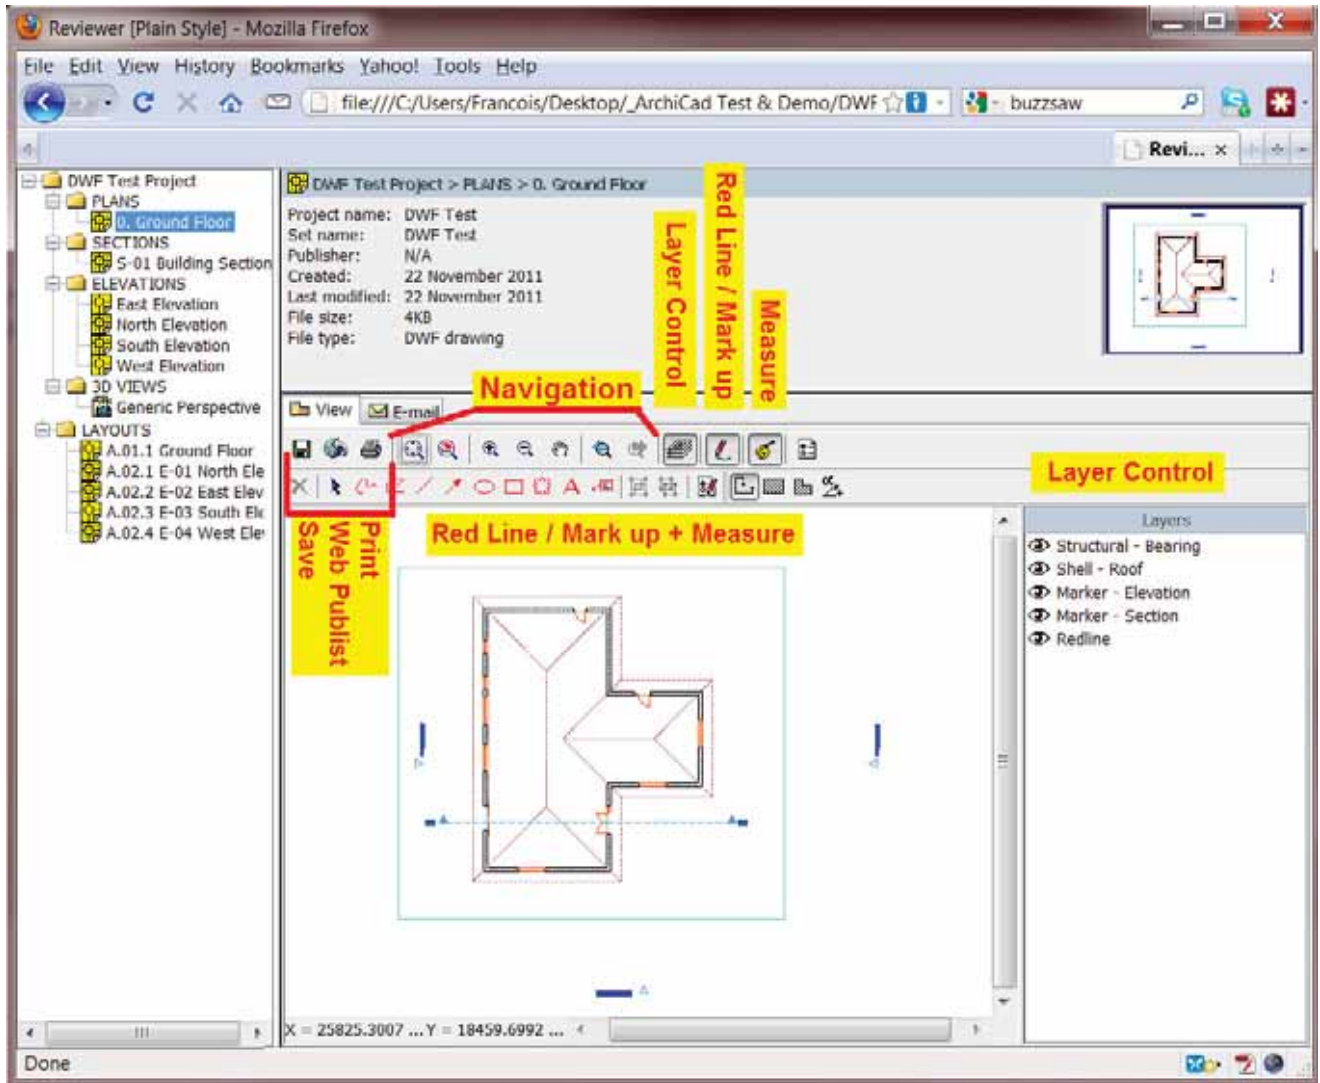 Reviewer [Plain Style] - Mozilla Firefox
File Edit View History Bookmarks Yahoo! Tools Help
file:///C:/Users/Francois/Desktop/_ArchiCad Test & Demo/DWF
buzzsaw
Revi...
DWF Test Project
PLANS
0. Ground Floor
SECTIONS
S-01 Building Section
ELEVATIONS
East Elevation
North Elevation
South Elevation
West Elevation
3D VIEWS
Generic Perspective
LAYOUTS
A.01.1 Ground Floor
A.02.1 E-01 North Ele
A.02.2 E-02 East Elev
A.02.3 E-03 South Ele
A.02.4 E-04 West Ele
DWF Test Project > PLANS > 0. Ground Floor
Project name: DWF Test
Set name: DWF Test
Publisher: N/A
Created: 22 November 2011
Last modified: 22 November 2011
File size: 4KB
File type: DWF drawing
Layer Control
Red Line / Mark up
Measure
Navigation
View
E-mail
Print
Web Publist
Save
Red Line / Mark up + Measure
Layer Control
Layers
Structural - Bearing
Shell - Roof
Marker - Elevation
Marker - Section
Redline
X = 25825.3007 ... Y = 18459.6992 ...
Done